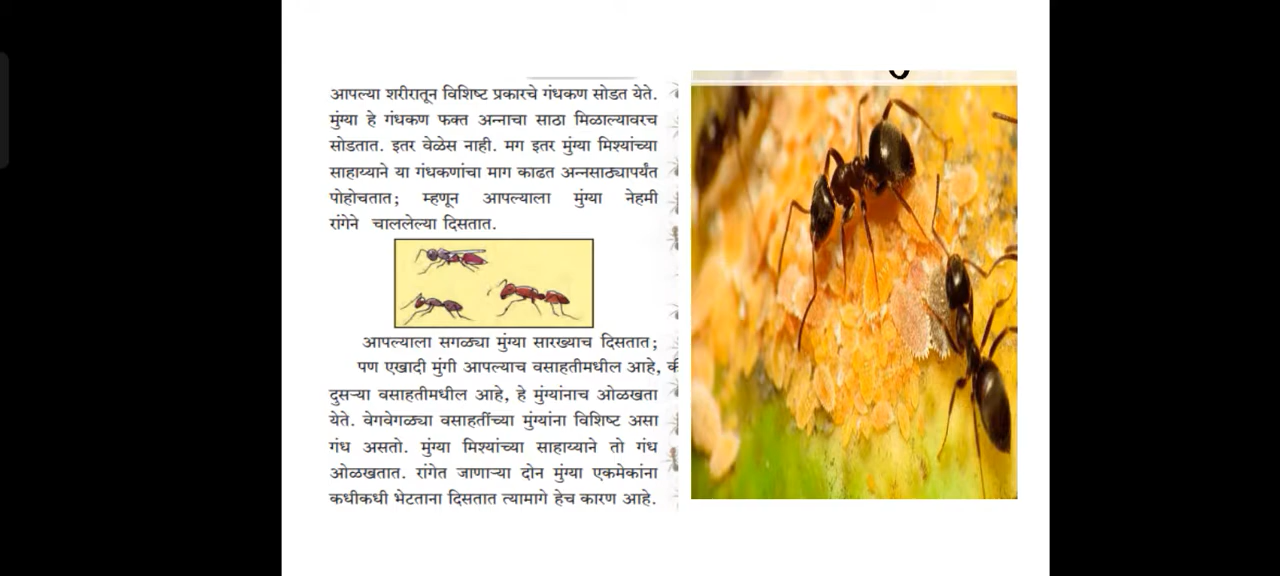 आपल्या शरीरातून विशिष्ट प्रकारचे गंधकण सोडत येते.
मुंग्या हे गंधकण फक्त अन्नाचा साठा मिळाल्यावरच
सोडतात. इतर वेळेस नाही. मग इतर मुंग्या मिश्यांच्या
साहाय्याने या गंधकणांचा माग काढत अन्नसाठ्यापर्यंत
पोहोचतात; म्हणून आपल्याला मुंग्या नेहमी
रांगेने चाललेल्या दिसतात.
आपल्याला सगळ्या मुंग्या सारख्याच दिसतात;
पण एखादी मुंगी आपल्याच वसाहतीमधील आहे,
दुसऱ्या वसाहतीमधील आहे, हे मुंग्यांनाच ओळखता
येते. वेगवेगळ्या वसाहतींच्या मुंग्यांना विशिष्ट असा
गंध असतो. मुंग्या मिश्यांच्या साहाय्याने तो गंध
ओळखतात. रांगेत जाणाऱ्या दोन मुंग्या एकमेकांना
कधीकधी भेटताना दिसतात त्यामागे हेच कारण आहे.